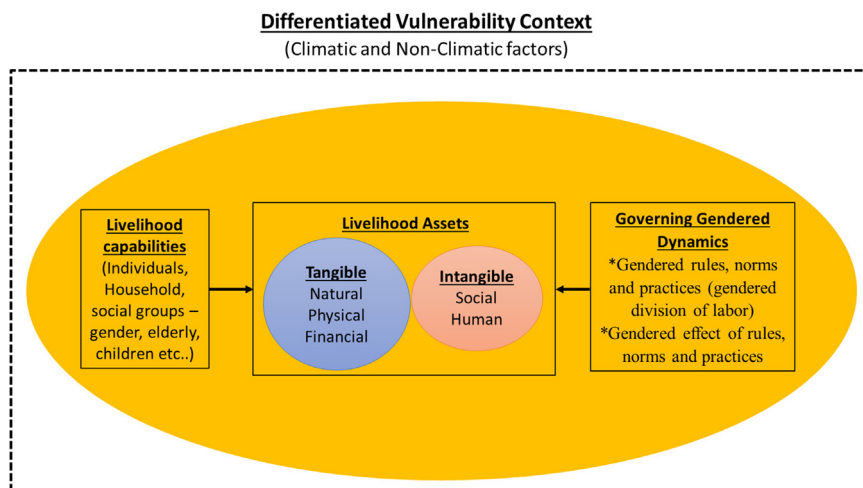 Differentiated Vulnerability Context
(Climatic and Non-Climatic factors)
Livelihood
capabilities
(Individuals,
Household,
social groups –
gender, elderly,
children etc..)
Livelihood Assets
Tangible
Natural
Physical
Financial
Intangible
Social
Human
Governing Gendered
Dynamics
*Gendered rules, norms
and practices (gendered
division of labor)
*Gendered effect of rules,
norms and practices